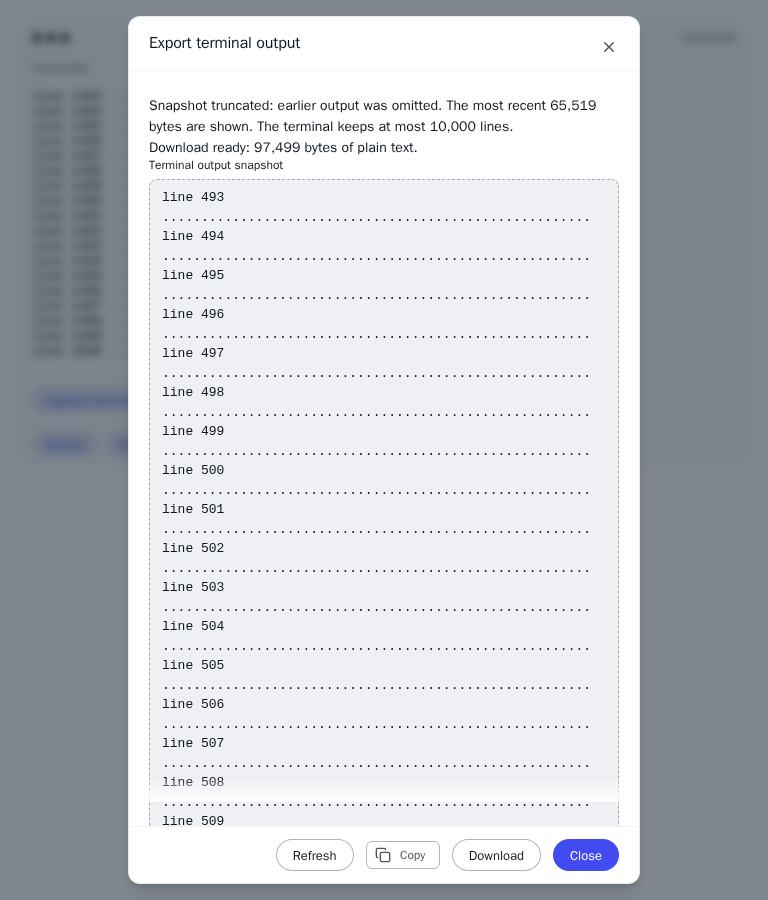 Export terminal output
Snapshot truncated: earlier output was omitted. The most recent 65,519
bytes are shown. The terminal keeps at most 10,000 lines.
Download ready: 97,499 bytes of plain text.
Terminal output snapshot
line 493
.......................................................
line 494
.......................................................
line 495
.......................................................
line 496
.......................................................
line 497
.......................................................
line 498
.......................................................
line 499
.......................................................
line 500
.......................................................
line 501
.......................................................
line 502
.......................................................
line 503
.......................................................
line 504
.......................................................
line 505
.......................................................
line 506
.......................................................
line 507
.......................................................
line 508
.......................................................
line 509
Refresh
Copy
Download
Close